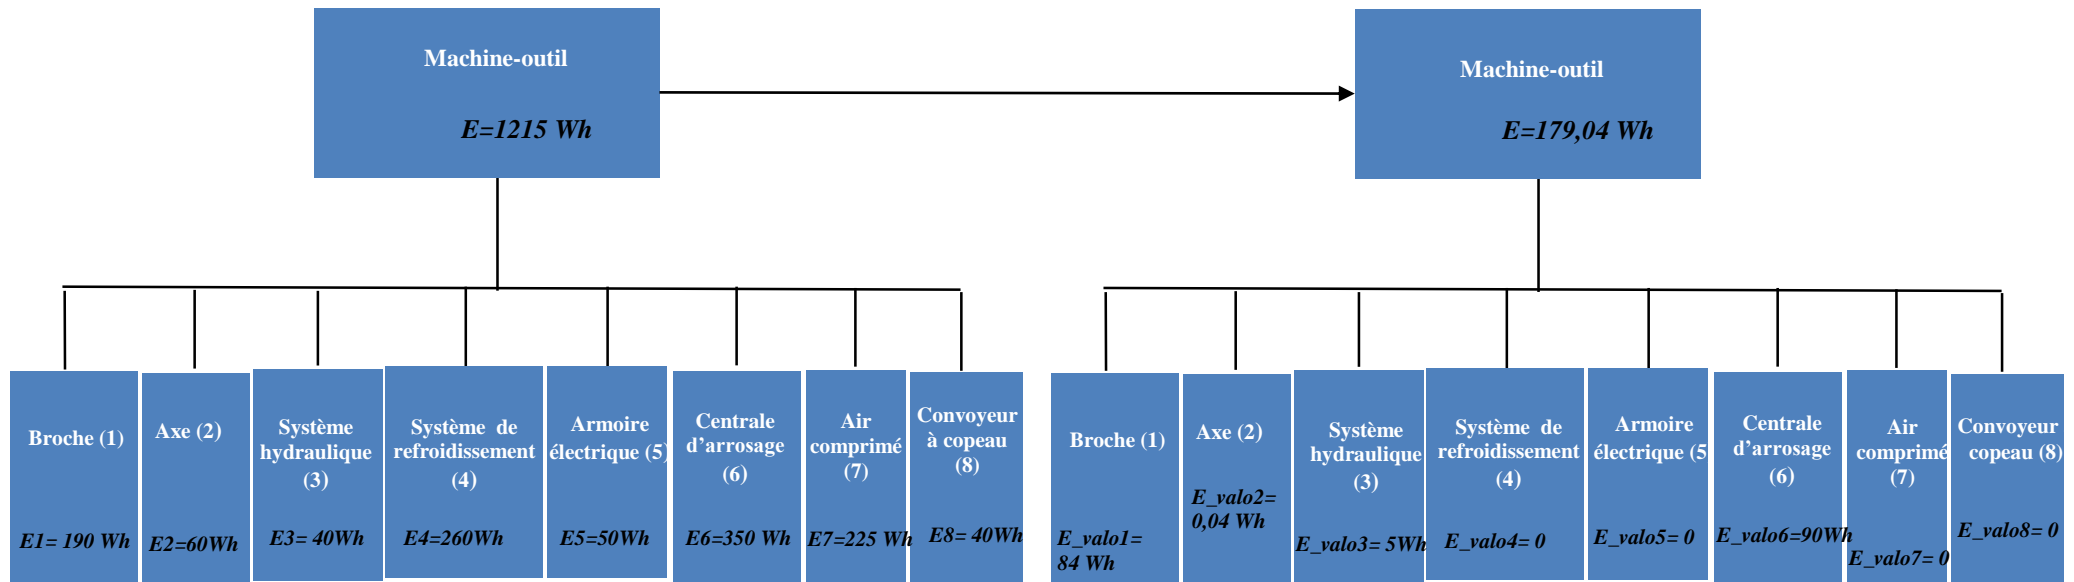 Machine-outil
E=1215 Wh
Machine-outil
E=179,04 Wh
Broche (1)
E1= 190 Wh
Axe (2)
E2=60Wh
Système
hydraulique
(3)
E3= 40Wh
Système de
refroidissement
(4)
E4=260Wh
Armoire
électrique (5)
E5=50Wh
Centrale
d’arrosage
(6)
E6=350 Wh
Air
comprimé
(7)
E7=225 Wh
Convoyeur
à copeau
(8)
E8= 40Wh
Broche (1)
E_valo1=
84 Wh
Axe (2)
E_valo2=
0,04 Wh
Système
hydraulique
(3)
E_valo3= 5Wh
Système de
refroidissement
(4)
E_valo4= 0
Armoire
électrique (5
E_valo5= 0
Centrale
d’arrosage
(6)
E_valo6=90Wh
Air
comprimé
(7)
E_valo7= 0
Convoyeur
copeau (8)
E_valo8= 0